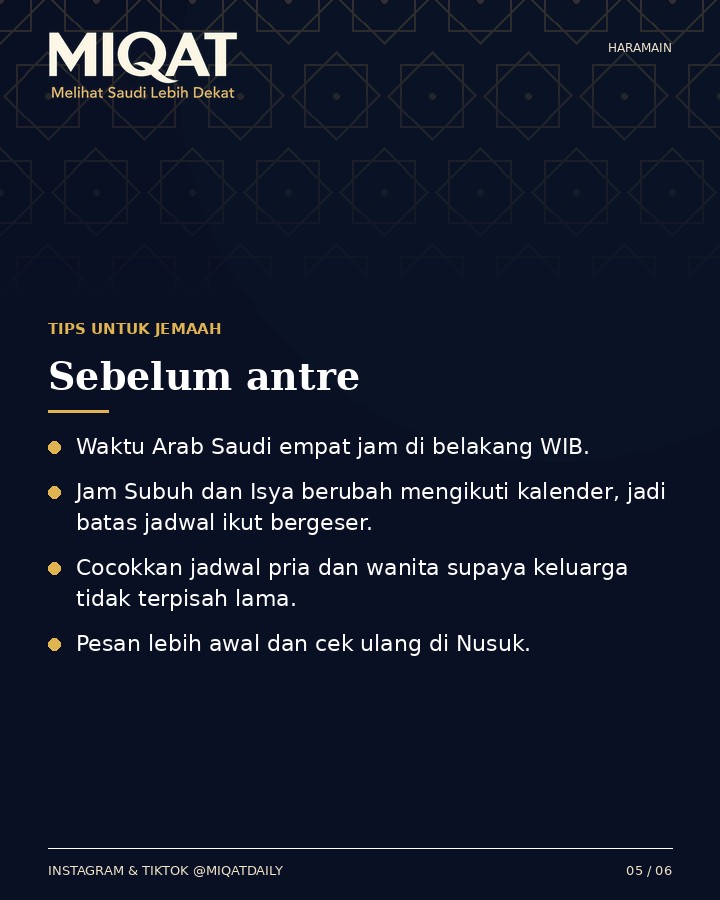 MIQAT
Melihat Saudi Lebih Dekat
HARAMAIN
TIPS UNTUK JEMAAH
Sebelum antre
Waktu Arab Saudi empat jam di belakang WIB.
Jam Subuh dan Isya berubah mengikuti kalender, jadi
batas jadwal ikut bergeser.
Cocokkan jadwal pria dan wanita supaya keluarga
tidak terpisah lama.
Pesan lebih awal dan cek ulang di Nusuk.
INSTAGRAM & TIKTOK @MIQATDAILY
05 / 06